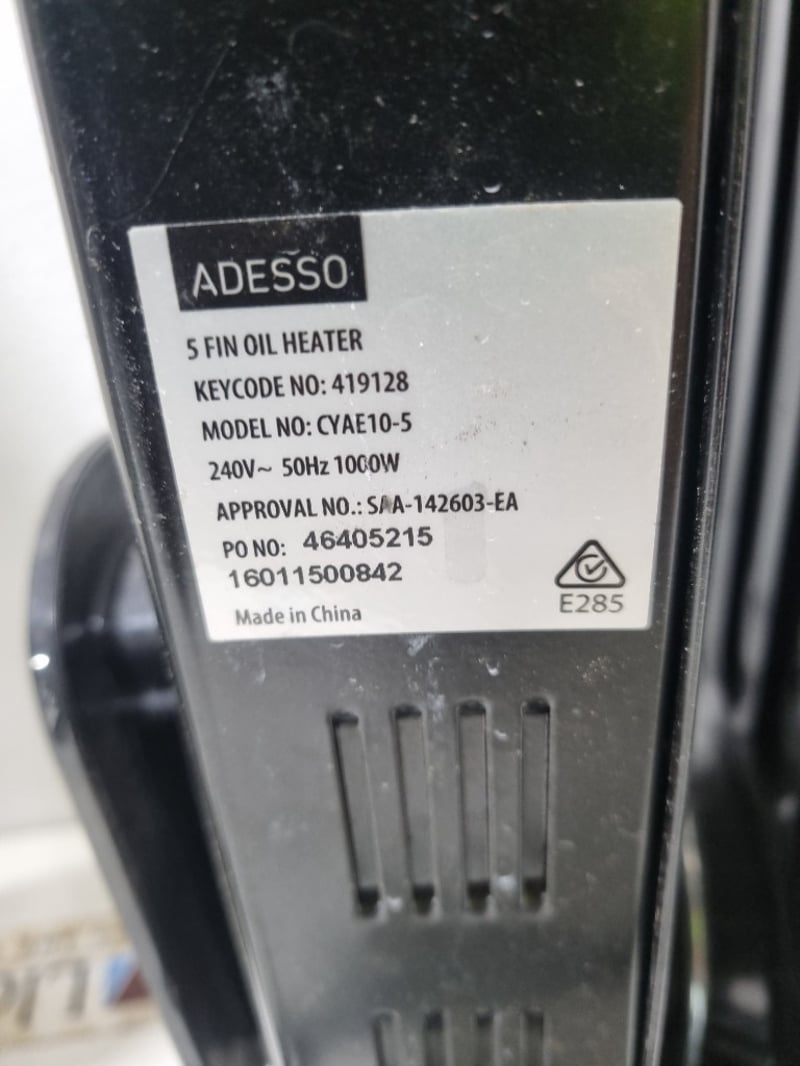 ADESSO
5 FIN OIL HEATER
KEYCODE NO: 419128
MODEL NO: CYAE10-5
240V~ 50Hz 1000W
APPROVAL NO.: SAA-142603-EA
PO NO: 46405215
16011500842
E285
Made in China